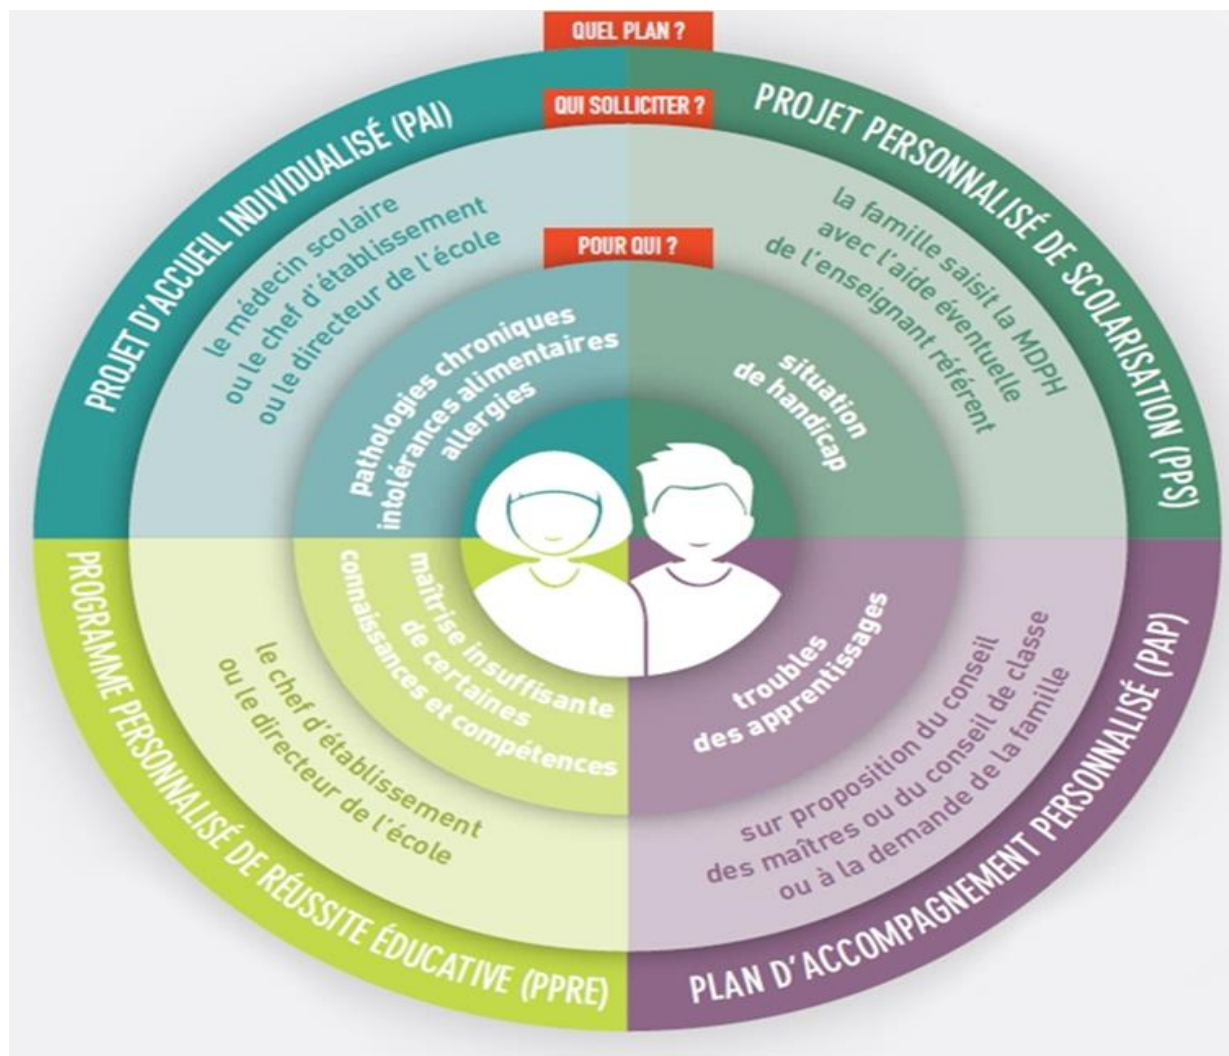 QUEL PLAN ?
QUI SOLLICITER ?
POUR QUI ?
PROJET D'ACCUEIL INDIVIDUALISÉ (PAI)
le médecin scolaire
ou le chef d'établissement
ou le directeur de l'école
pathologies chroniques
intolérances alimentaires
allergies
PROJET PERSONNALISÉ DE SCOLARISATION (PPS)
la famille saisit la MDPH
avec l'aide éventuelle
de l'enseignant référent
situation
de handicap
PROGRAMME PERSONNALISÉ DE RÉUSSITE ÉDUCATIVE (PPRE)
le chef d'établissement
ou le directeur de l'école
maîtrise insuffisante
de certaines
connaissances et compétences
PLAN D'ACCOMPAGNEMENT PERSONNALISÉ (PAP)
sur proposition du conseil
des maîtres ou du conseil de classe
ou à la demande de la famille
troubles
des apprentissages